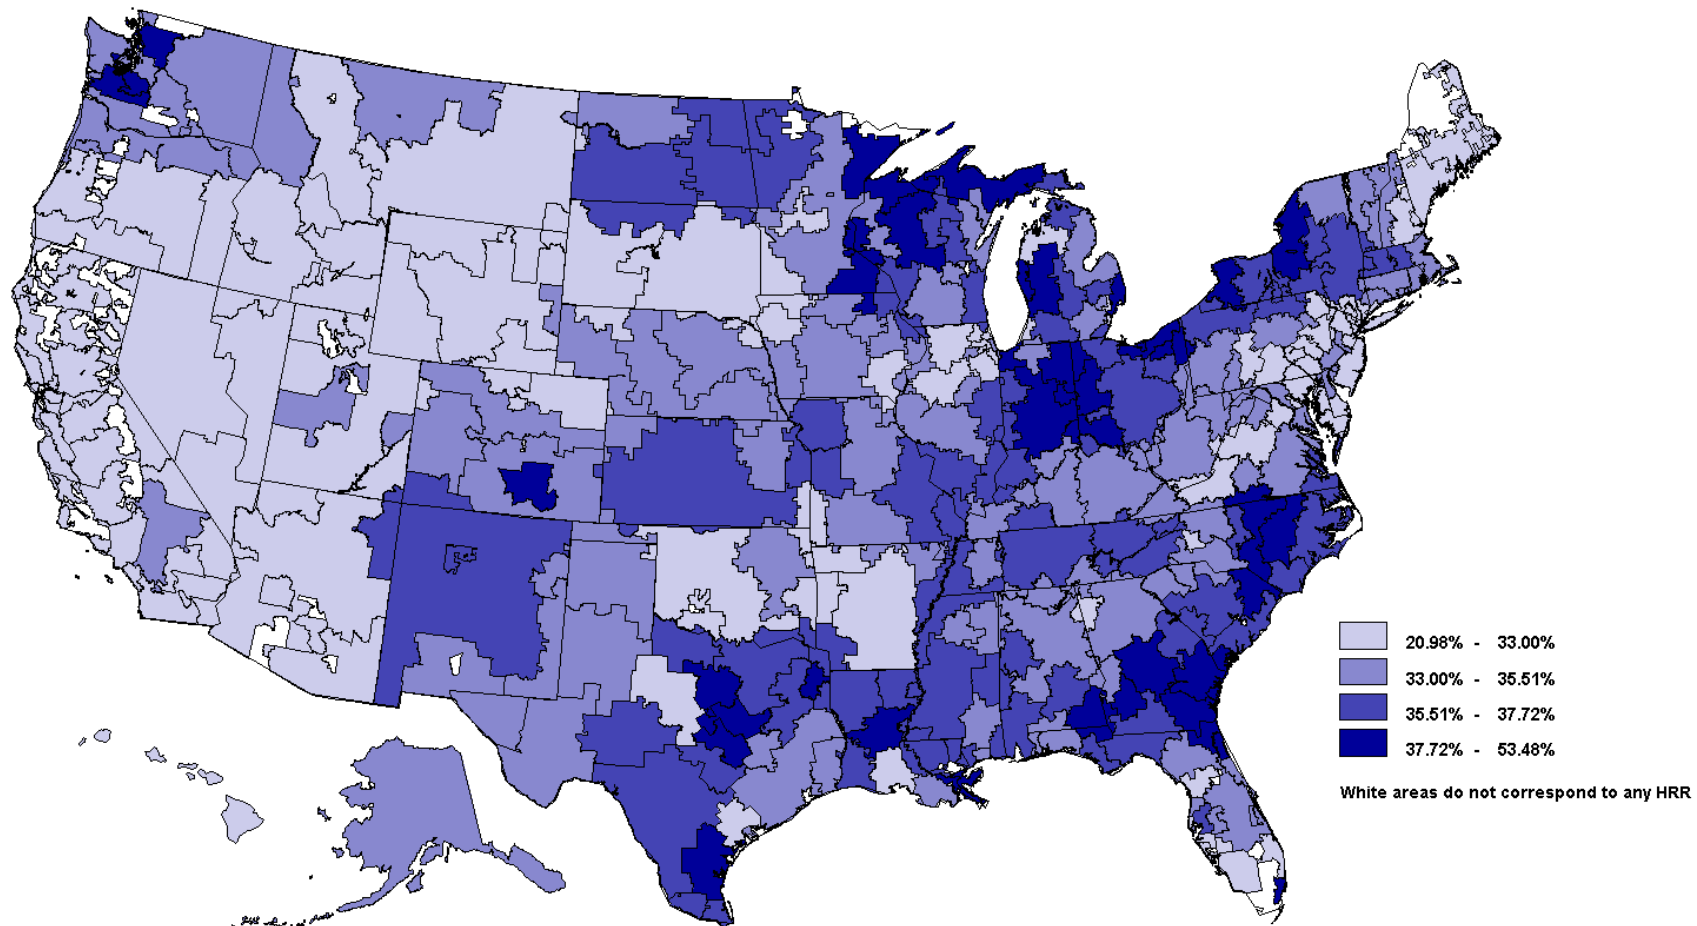 20.98% - 33.00%
33.00% - 35.51%
35.51% - 37.72%
37.72% - 53.48%
White areas do not correspond to any HRR